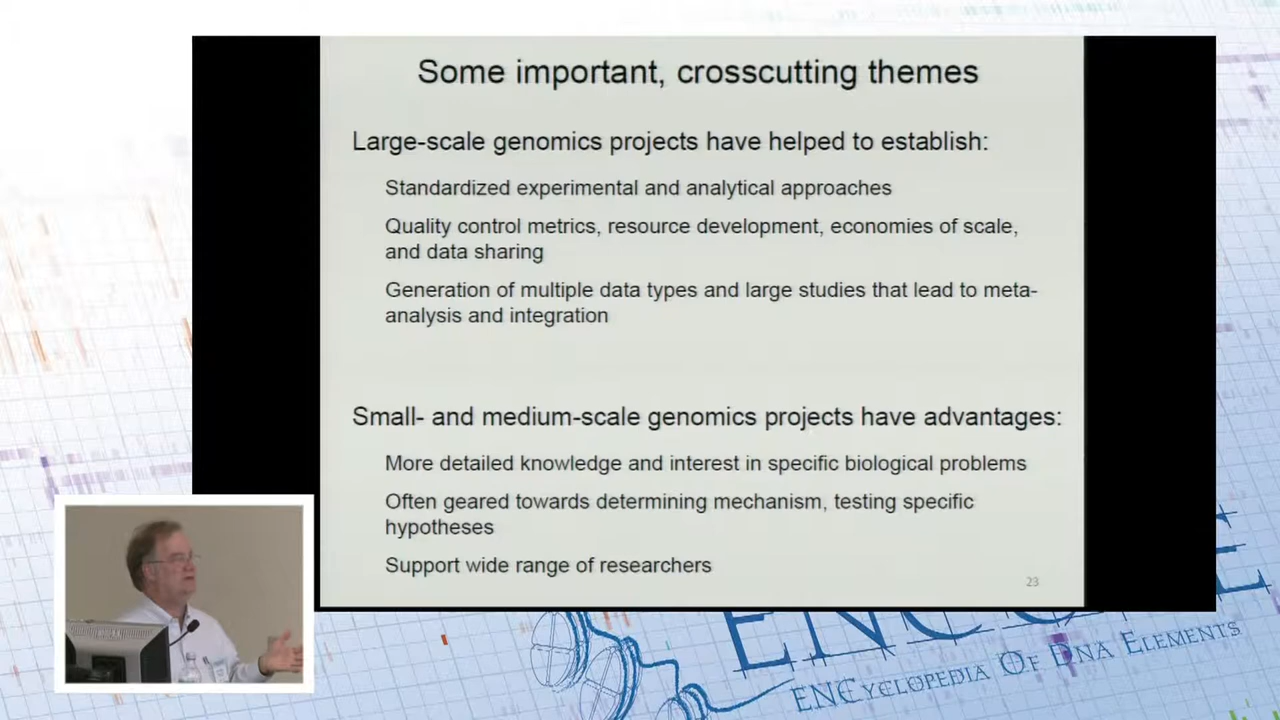 Some important, crosscutting themes
Large-scale genomics projects have helped to establish:
Standardized experimental and analytical approaches
Quality control metrics, resource development, economies of scale,
and data sharing
Generation of multiple data types and large studies that lead to meta-
analysis and integration
Small- and medium-scale genomics projects have advantages:
More detailed knowledge and interest in specific biological problems
Often geared towards determining mechanism, testing specific
hypotheses
Support wide range of researchers
23
ENCYCLOPEDIA OF DNA ELEMENTS